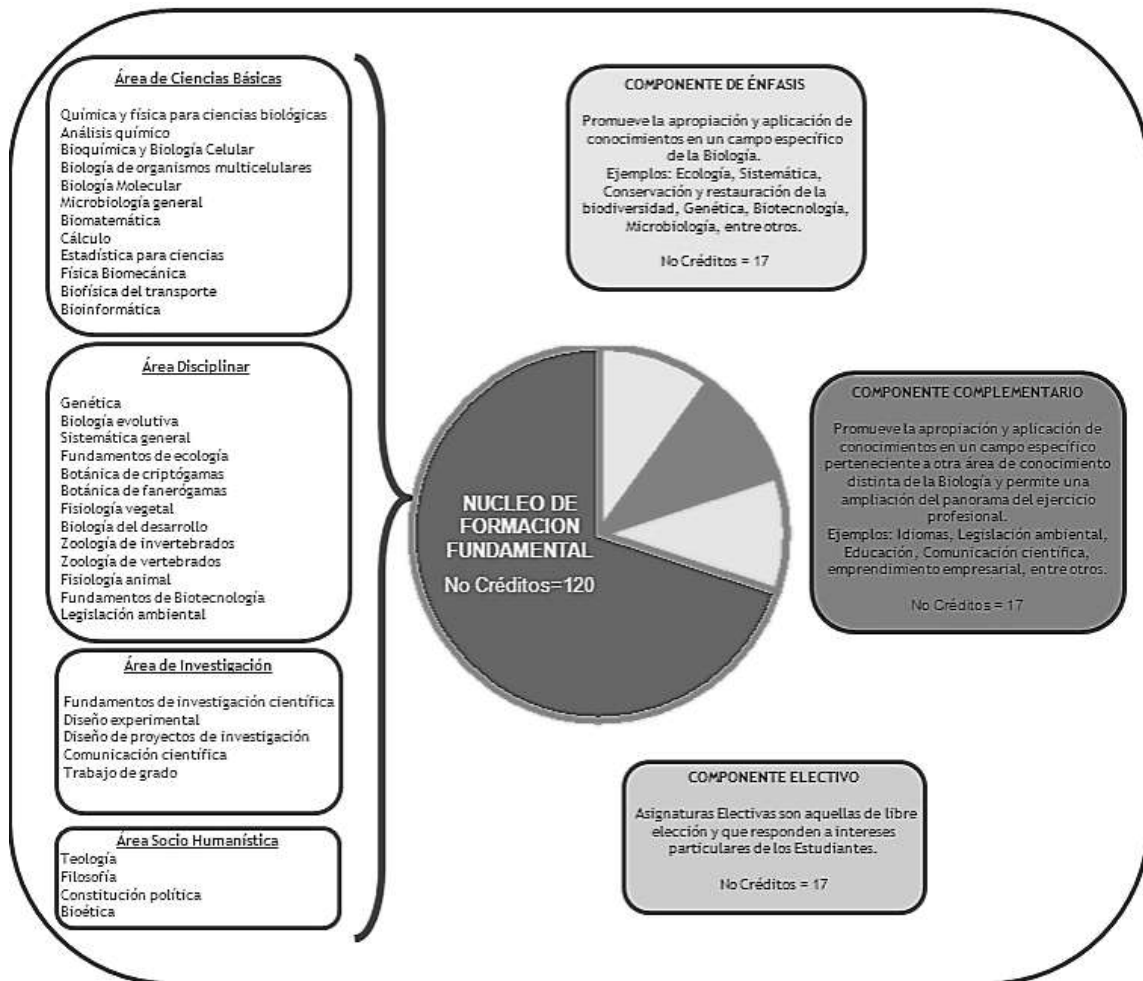 Área de Ciencias Básicas
Química y física para ciencias biológicas
Análisis químico
Bioquímica y Biología Celular
Biología de organismos multicelulares
Biología Molecular
Microbiología general
Biomatemática
Cálculo
Estadística para ciencias
Física Biomecánica
Biofísica del transporte
Bioinformática
Área Disciplinar
Genética
Biología evolutiva
Sistemática general
Fundamentos de ecología
Botánica de criptógamas
Botánica de fanerógamas
Fisiología vegetal
Biología del desarrollo
Zoología de invertebrados
Zoología de vertebrados
Fisiología animal
Fundamentos de Biotecnología
Legislación ambiental
Área de Investigación
Fundamentos de investigación científica
Diseño experimental
Diseño de proyectos de investigación
Comunicación científica
Trabajo de grado
Área Socio Humanística
Teología
Filosofía
Constitución política
Bioética
NUCLEO DE
FORMACION
FUNDAMENTAL
No Créditos=120
COMPONENTE DE ÉNFASIS
Promueve la apropiación y aplicación de
conocimientos en un campo específico
de la Biología.
Ejemplos: Ecología, Sistemática,
Conservación y restauración de la
biodiversidad, Genética, Biotecnología,
Microbiología, entre otros.
No Créditos = 17
COMPONENTE COMPLEMENTARIO
Promueve la apropiación y aplicación de
conocimientos en un campo específico
perteneciente a otra área de conocimiento
distinta de la Biología y permite una
ampliación del panorama del ejercicio
profesional.
Ejemplos: Idiomas, Legislación ambiental,
Educación, Comunicación científica,
emprendimiento empresarial, entre otros.
No Créditos = 17
COMPONENTE ELECTIVO
Asignaturas Electivas son aquellas de libre
elección y que responden a intereses
particulares de los Estudiantes.
No Créditos = 17